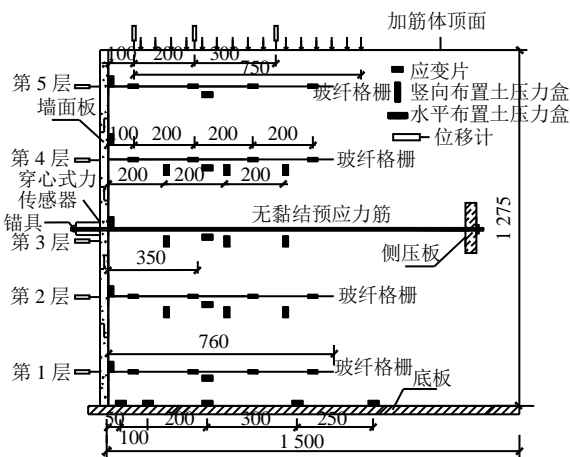 加筋体顶面
100 200 300
750
第 5 层
玻纤格栅
应变片
竖向布置土压力盒
水平布置土压力盒
位移计
墙面板
100 200 200 200
第 4 层
玻纤格栅
200 200 200
穿心式力
传感器
锚具
无黏结预应力筋
1 275
第 3 层
侧压板
350
第 2 层
玻纤格栅
760
第 1 层
玻纤格栅
底板
50 200 300 250
100
1 500